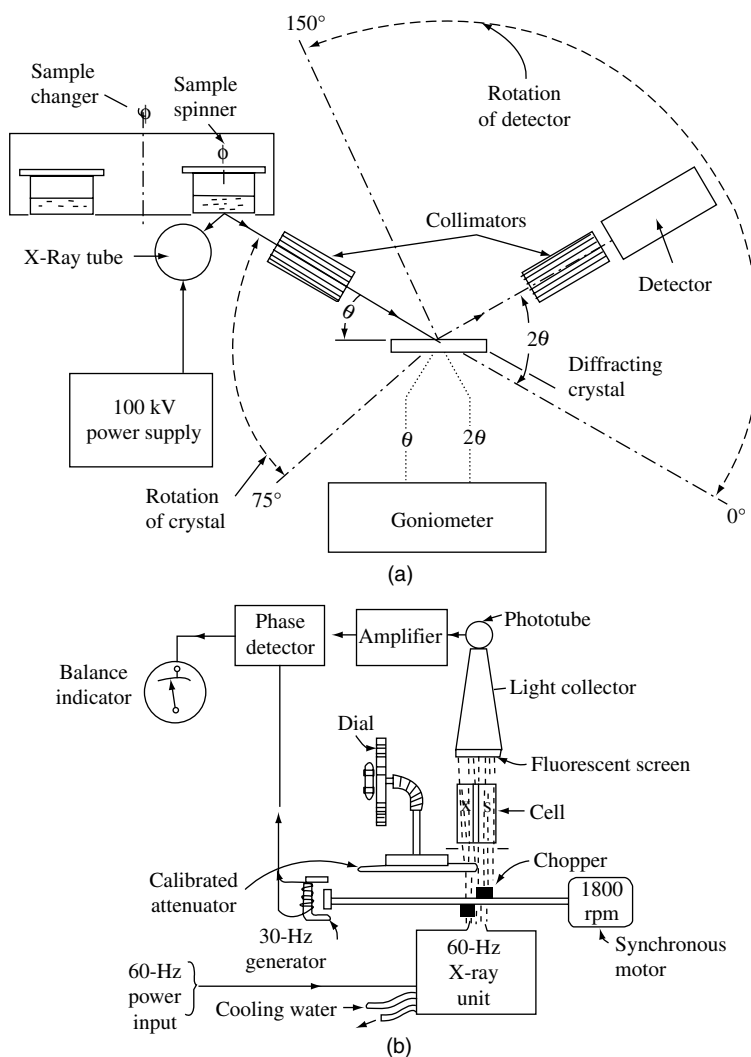 150°
Sample
changer
Sample
spinner
Rotation
of detector
Collimators
X-Ray tube
Detector
θ
2θ
Diffracting
crystal
100 kV
power supply
θ
2θ
Rotation
of crystal
75°
0°
Goniometer
(a)
Phase
detector
Amplifier
Phototube
Balance
indicator
Light collector
Dial
Fluorescent screen
X
S
Cell
Chopper
Calibrated
attenuator
1800
rpm
30-Hz
generator
60-Hz
X-ray
unit
Synchronous
motor
60-Hz
power
input
Cooling water
(b)